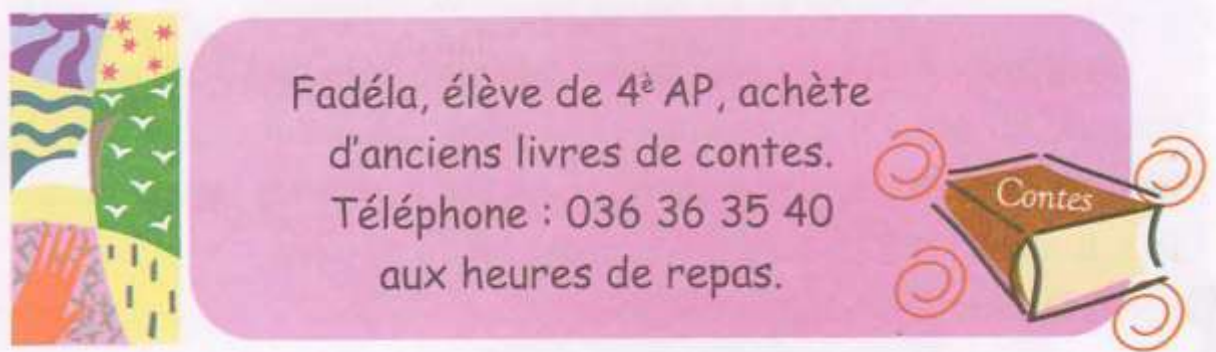 Fadéla, élève de 4è AP, achète
d'anciens livres de contes.
Téléphone : 036 36 35 40
aux heures de repas.
Contes